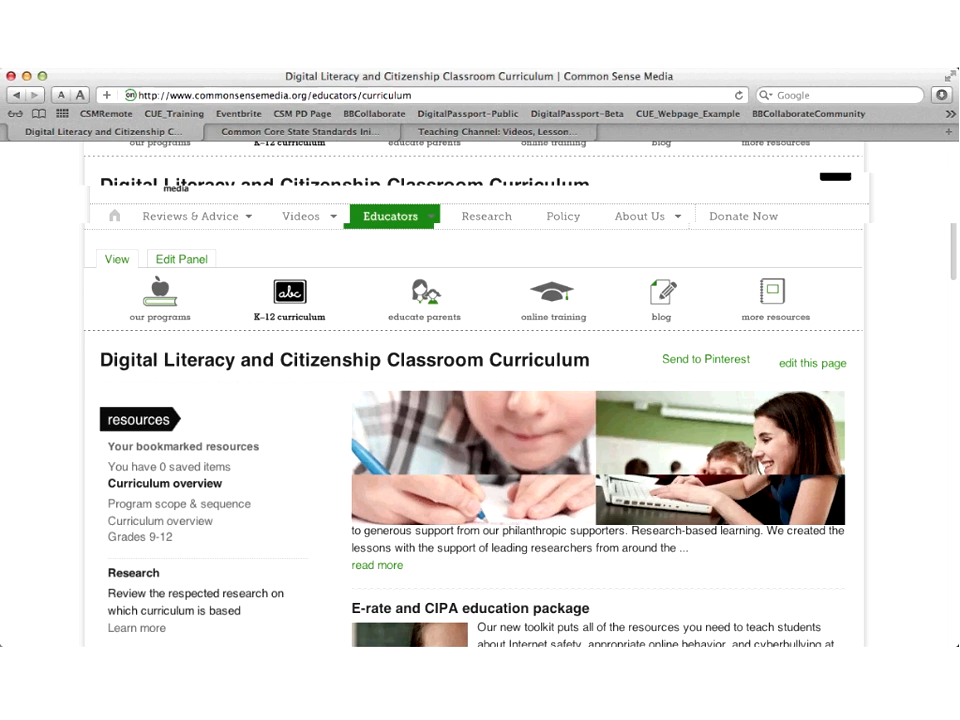 Digital Literacy and Citizenship Classroom Curriculum | Common Sense Media
A A + on http://www.commonsensemedia.org/educators/curriculum Google
CSMRemote CUE_Training Eventbrite CSM PD Page BBCollaborate DigitalPassport-Public DigitalPassport-Beta CUE_Webpage_Example BBCollaborateCommunity
Digital Literacy and Citizenship C... Common Core State Standards Ini... Teaching Channel: Videos, Lesson... +
our programs K-12 curriculum educate parents online training blog more resources
Digital Literacy and Citizenship Classroom Curriculum
media
Reviews & Advice Videos Educators Research Policy About Us Donate Now
View Edit Panel
abc
our programs K-12 curriculum educate parents online training blog more resources
Digital Literacy and Citizenship Classroom Curriculum Send to Pinterest edit this page
resources
Your bookmarked resources
You have 0 saved items
Curriculum overview
Program scope & sequence
Curriculum overview
Grades 9-12
Research
Review the respected research on
which curriculum is based
Learn more
to generous support from our philanthropic supporters. Research-based learning. We created the
lessons with the support of leading researchers from around the ...
read more
E-rate and CIPA education package
Our new toolkit puts all of the resources you need to teach students
about Internet safety, appropriate online behavior, and cyberbullying at